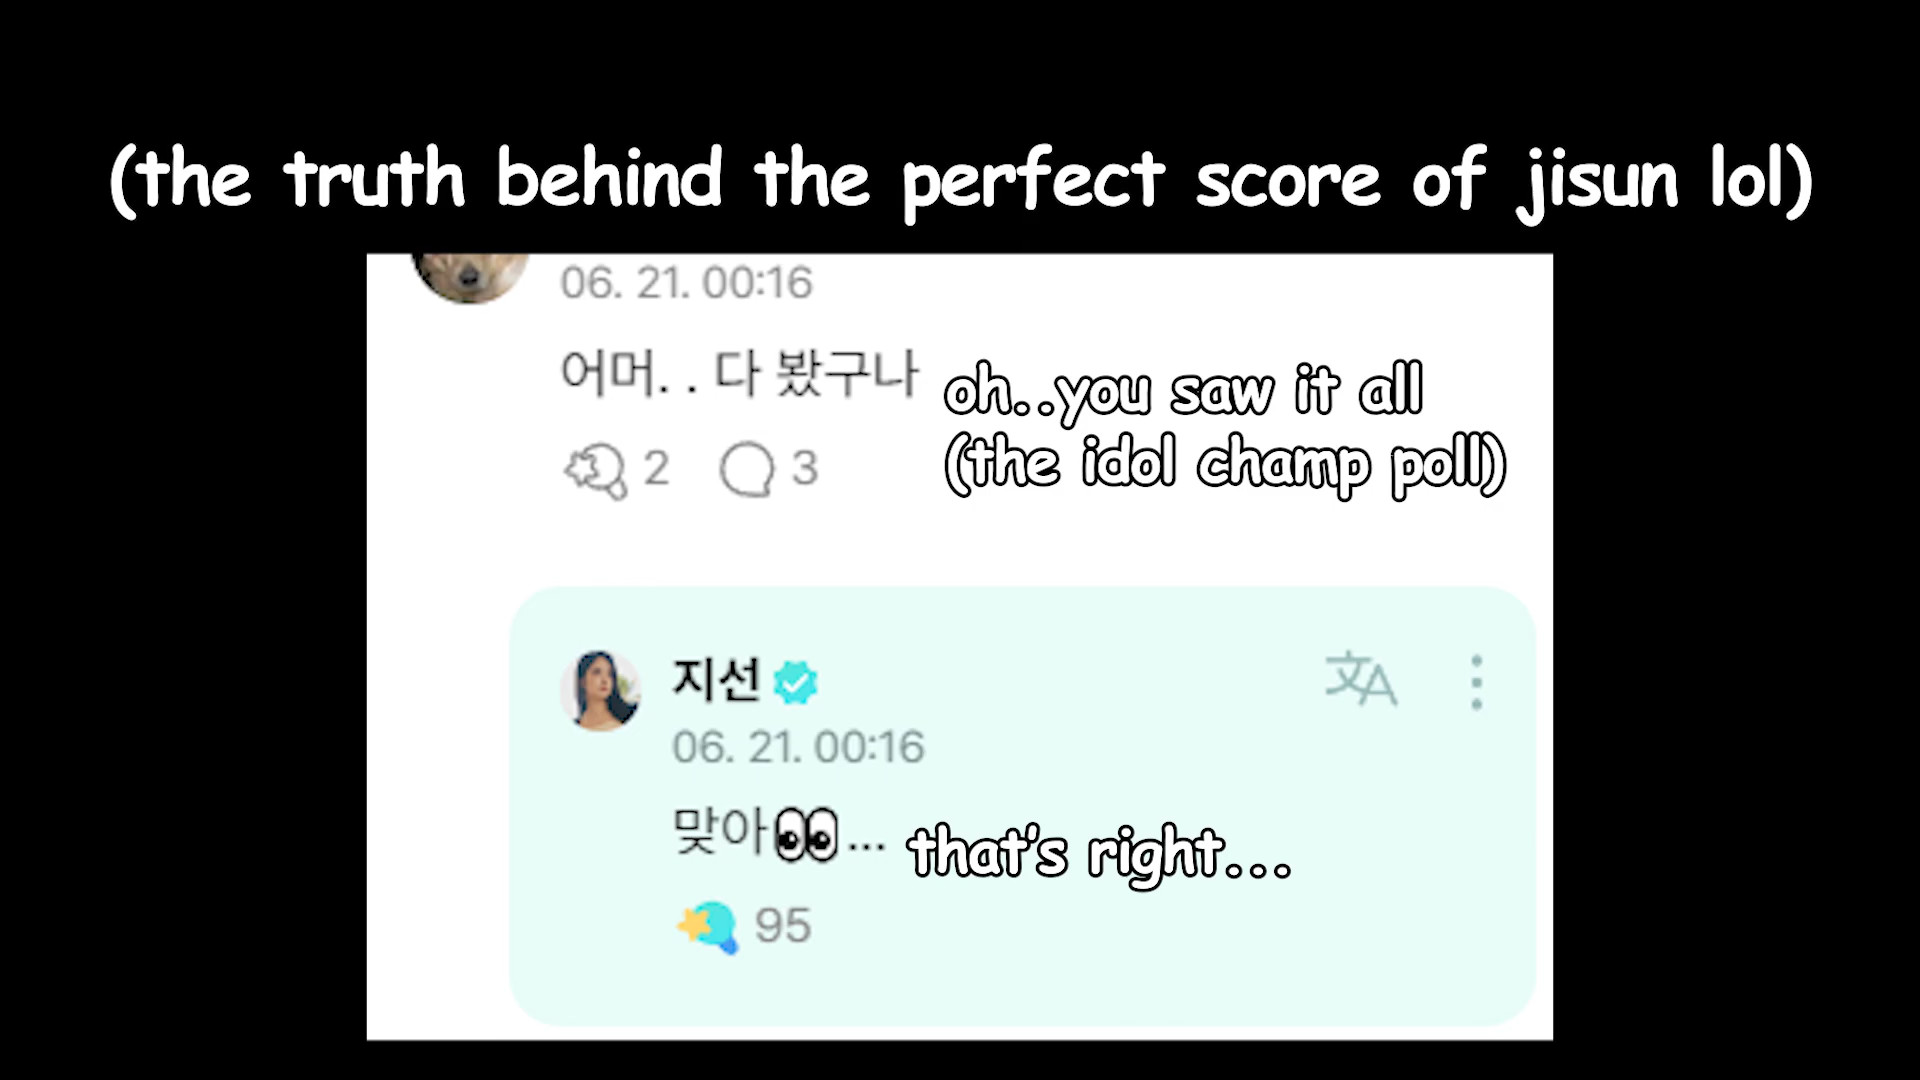 (the truth behind the perfect score of jisun lol)
06. 21. 00:16
어머. . 다 봤구나
oh..you saw it all
(the idol champ poll)
2 3
지선
06. 21. 00:16
맞아👀...
that's right...
95